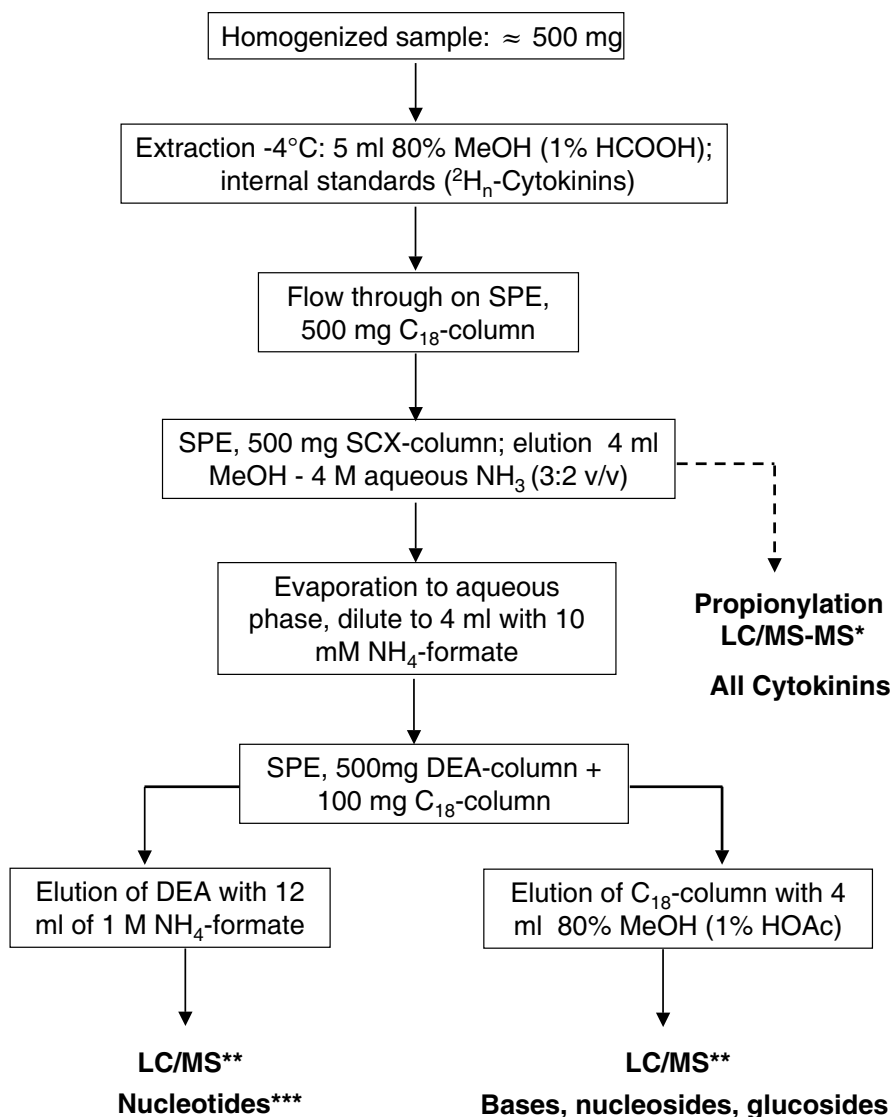 Homogenized sample: ≈ 500 mg
Extraction -4°C: 5 ml 80% MeOH (1% HCOOH);
internal standards (²Hₙ-Cytokinins)
Flow through on SPE,
500 mg C₁₈-column
SPE, 500 mg SCX-column; elution 4 ml
MeOH - 4 M aqueous NH₃ (3:2 v/v)
Evaporation to aqueous
phase, dilute to 4 ml with 10
mM NH₄-formate
Propionylation
LC/MS-MS*
All Cytokinins
SPE, 500mg DEA-column +
100 mg C₁₈-column
Elution of DEA with 12
ml of 1 M NH₄-formate
Elution of C₁₈-column with 4
ml 80% MeOH (1% HOAc)
LC/MS**
Nucleotides***
LC/MS**
Bases, nucleosides, glucosides